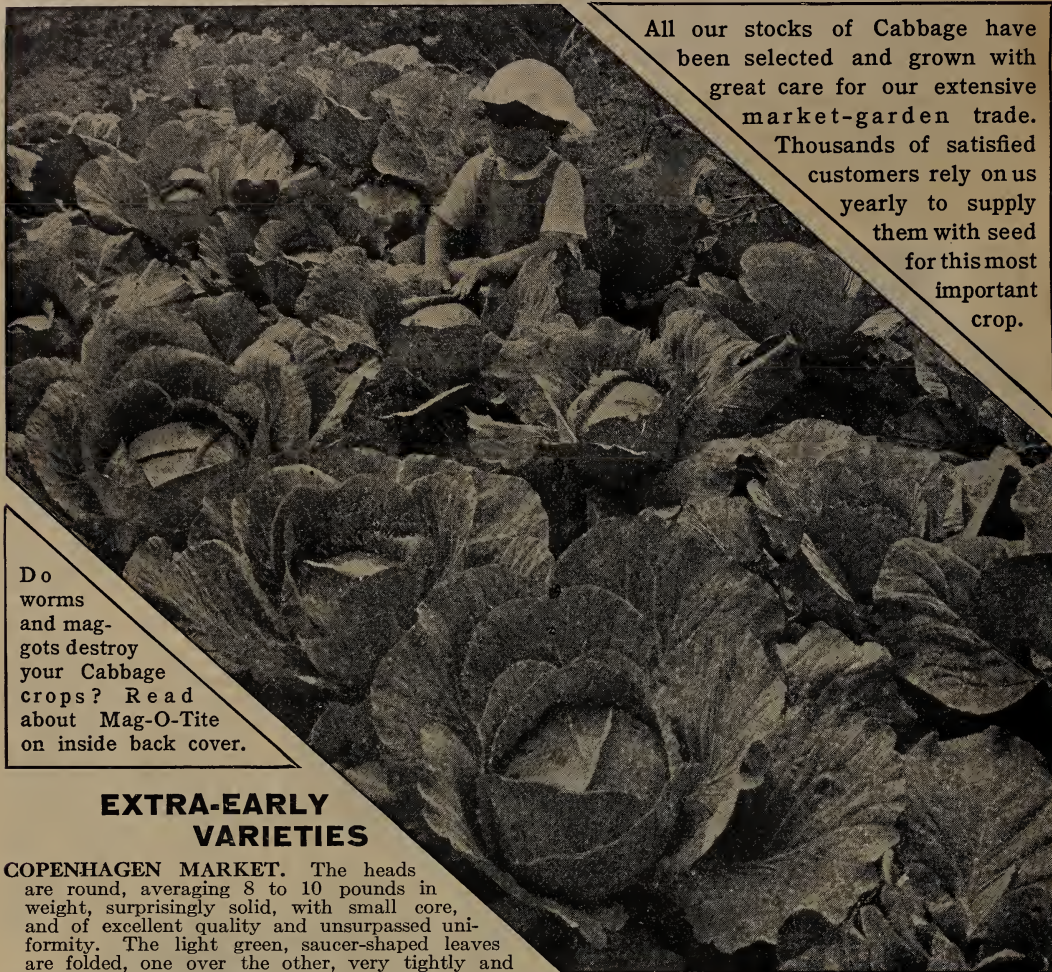 All our stocks of Cabbage have
been selected and grown with
great care for our extensive
market-garden trade.
Thousands of satisfied
customers rely on us
yearly to supply
them with seed
for this most
important
crop.
Do
worms
and mag-
gots destroy
your Cabbage
crops? Read
about Mag-O-Tite
on inside back cover.
EXTRA-EARLY
VARIETIES
COPENHAGEN MARKET. The heads
are round, averaging 8 to 10 pounds in
weight, surprisingly solid, with small core,
and of excellent quality and unsurpassed uni-
formity. The light green, saucer-shaped leaves
are folded, one over the other, very tightly and